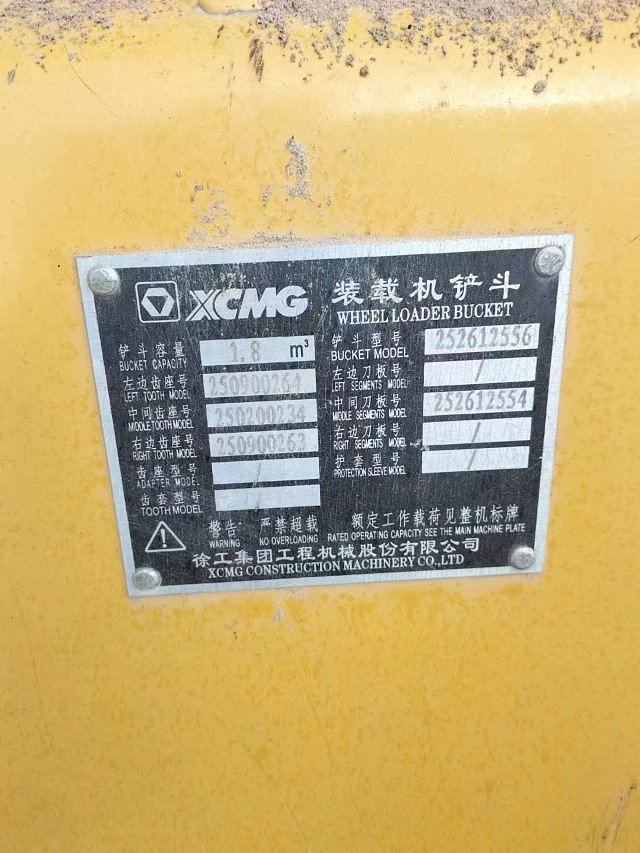 XCMG 装载机铲斗
WHEEL LOADER BUCKET
铲斗容量 1.8 m³
BUCKET CAPACITY
左边齿座号 250900264
LEFT TOOTH MODEL
中间齿座号 250200234
MIDDLE TOOTH MODEL
右边齿座号 250900263
RIGHT TOOTH MODEL
齿座型号 /
ADAPTER MODEL
齿套型号 /
TOOTH MODEL
铲斗型号 252612556
BUCKET MODEL
左边刀板号 /
LEFT SEGMENTS MODEL
中间刀板号 252612554
MIDDLE SEGMENTS MODEL
右边刀板号 /
RIGHT SEGMENTS MODEL
护套型号 /
PROTECTION SLEEVE MODEL
警告 严禁超载 额定工作载荷见整机标牌
WARNING NO OVERLOADING RATED OPERATING CAPACITY SEE THE MAIN MACHINE PLATE
徐工集团工程机械股份有限公司
XCMG CONSTRUCTION MACHINERY CO.,LTD